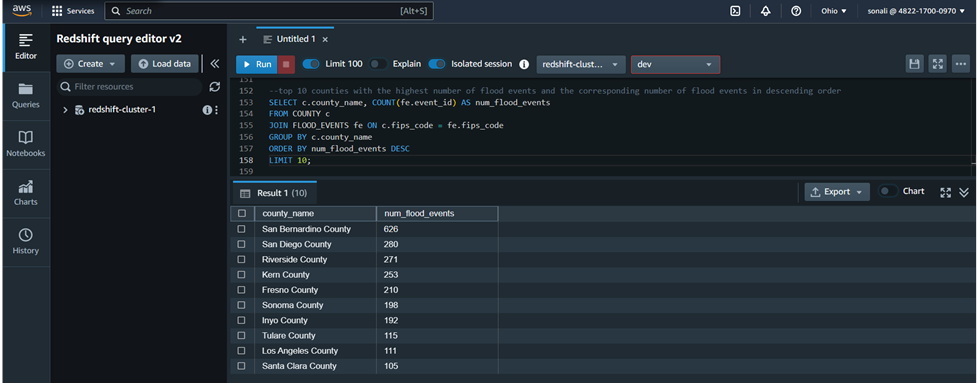 aws Services Search [Alt+S] Ohio sonali @ 4822-1700-0970
Editor
Queries
Notebooks
Charts
History
Redshift query editor v2
Create Load data
Filter resources
redshift-cluster-1
Untitled 1
Run Limit 100 Explain Isolated session redshift-clust... dev
151
152 --top 10 counties with the highest number of flood events and the corresponding number of flood events in descending order
153 SELECT c.county_name, COUNT(fe.event_id) AS num_flood_events
154 FROM COUNTY c
155 JOIN FLOOD_EVENTS fe ON c.fips_code = fe.fips_code
156 GROUP BY c.county_name
157 ORDER BY num_flood_events DESC
158 LIMIT 10;
159
Result 1 (10) Export Chart
county_name num_flood_events
San Bernardino County 626
San Diego County 280
Riverside County 271
Kern County 253
Fresno County 210
Sonoma County 198
Inyo County 192
Tulare County 115
Los Angeles County 111
Santa Clara County 105